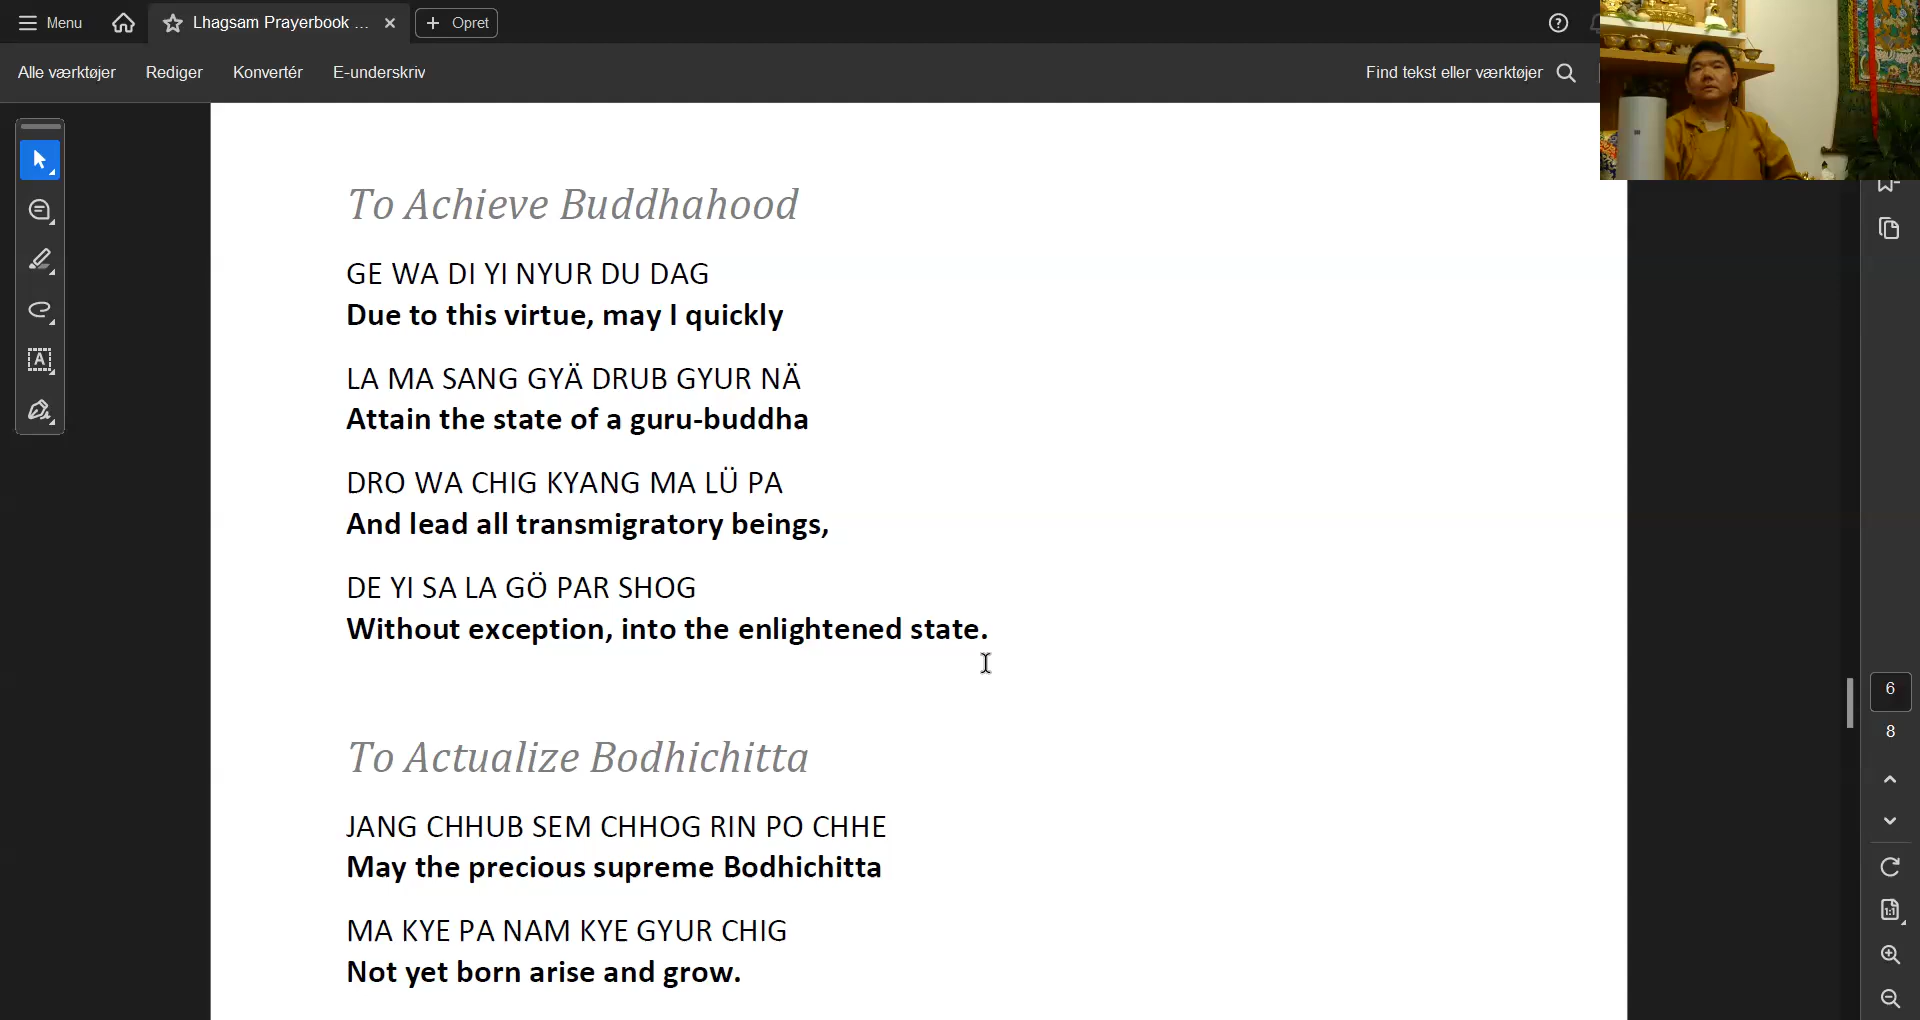 Menu
Lhagsam Prayerbook ...
Opret
Alle værktøjer
Rediger
Konvertér
E-underskriv
Find tekst eller værktøjer
To Achieve Buddhahood
GE WA DI YI NYUR DU DAG
Due to this virtue, may I quickly
LA MA SANG GYÄ DRUB GYUR NÄ
Attain the state of a guru-buddha
DRO WA CHIG KYANG MA LÜ PA
And lead all transmigratory beings,
DE YI SA LA GÖ PAR SHOG
Without exception, into the enlightened state.
To Actualize Bodhichitta
JANG CHHUB SEM CHHOG RIN PO CHHE
May the precious supreme Bodhichitta
MA KYE PA NAM KYE GYUR CHIG
Not yet born arise and grow.
6
8